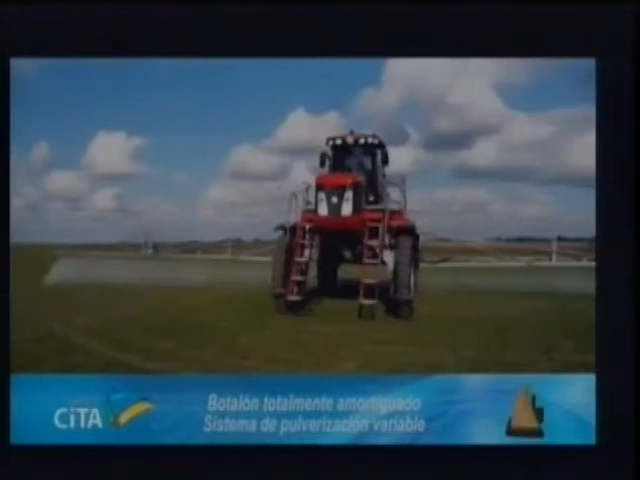 CiTA
Botalón totalmente amortiguado
Sistema de pulverización variable